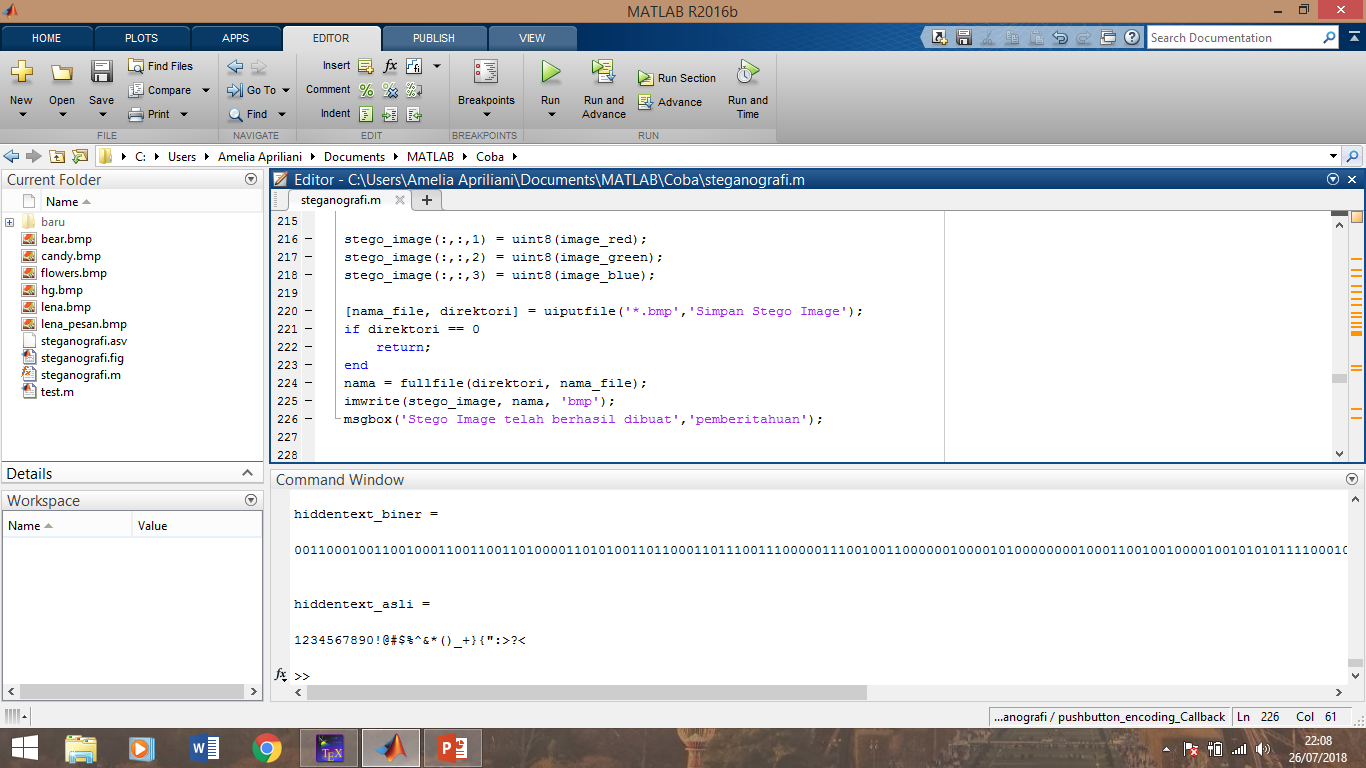 MATLAB R2016b
HOME PLOTS APPS EDITOR PUBLISH VIEW
Search Documentation
New Open Save
Find Files
Compare
Print
Go To
Find
Insert
Comment
Indent
fx
Breakpoints
Run
Run and Advance
Run Section
Advance
Run and Time
FILE NAVIGATE EDIT BREAKPOINTS RUN
C: Users Amelia Apriliani Documents MATLAB Coba
Current Folder
Name
baru
bear.bmp
candy.bmp
flowers.bmp
hg.bmp
lena.bmp
lena_pesan.bmp
steganografi.asv
steganografi.fig
steganografi.m
test.m
Details
Workspace
Name Value
Editor - C:\Users\Amelia Apriliani\Documents\MATLAB\Coba\steganografi.m
steganografi.m
215
216 – stego_image(:,:,1) = uint8(image_red);
217 – stego_image(:,:,2) = uint8(image_green);
218 – stego_image(:,:,3) = uint8(image_blue);
219
220 – [nama_file, direktori] = uiputfile('*.bmp','Simpan Stego Image');
221 – if direktori == 0
222 – return;
223 – end
224 – nama = fullfile(direktori, nama_file);
225 – imwrite(stego_image, nama, 'bmp');
226 – msgbox('Stego Image telah berhasil dibuat','pemberitahuan');
227
228
Command Window
hiddentext_biner =
hiddentext_asli =
1234567890!@#$%^&*()_+}{":>?<
fx >>
...anografi / pushbutton_encoding_Callback Ln 226 Col 61
TEX
22:08
26/07/2018